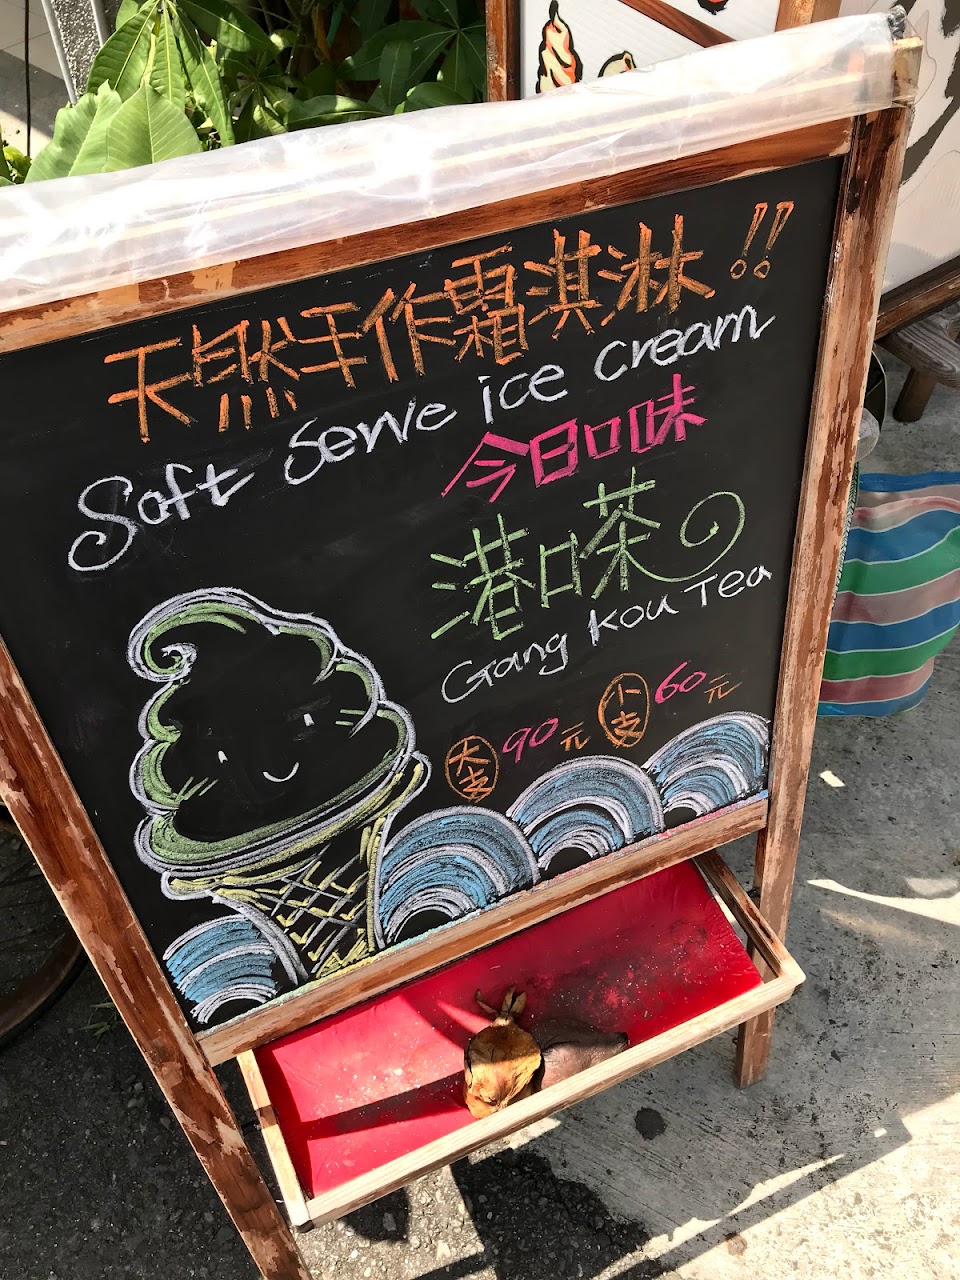 天然手作霜淇淋!!
Soft Serve ice cream
今日口味
港口茶
Gang Kou Tea
大支 90元 小支 60元